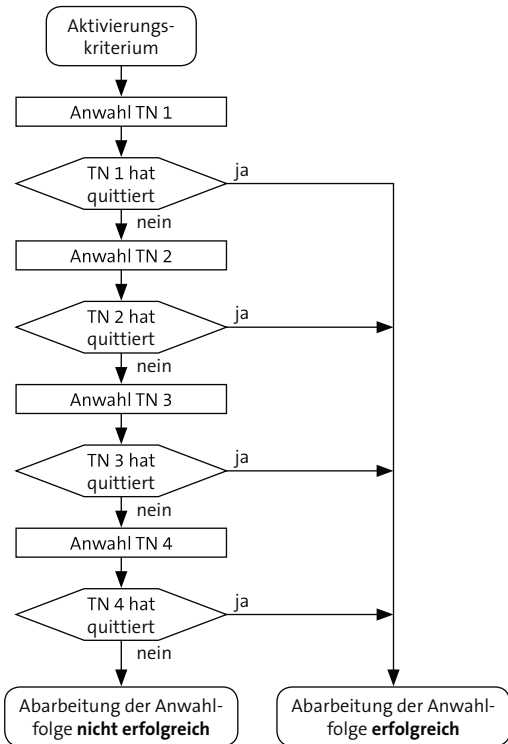 Aktivierungs-
kriterium
Anwahl TN 1
TN 1 hat
quittiert
ja
nein
Anwahl TN 2
TN 2 hat
quittiert
ja
nein
Anwahl TN 3
TN 3 hat
quittiert
ja
nein
Anwahl TN 4
TN 4 hat
quittiert
ja
nein
Abarbeitung der Anwahl-
folge nicht erfolgreich
Abarbeitung der Anwahl-
folge erfolgreich